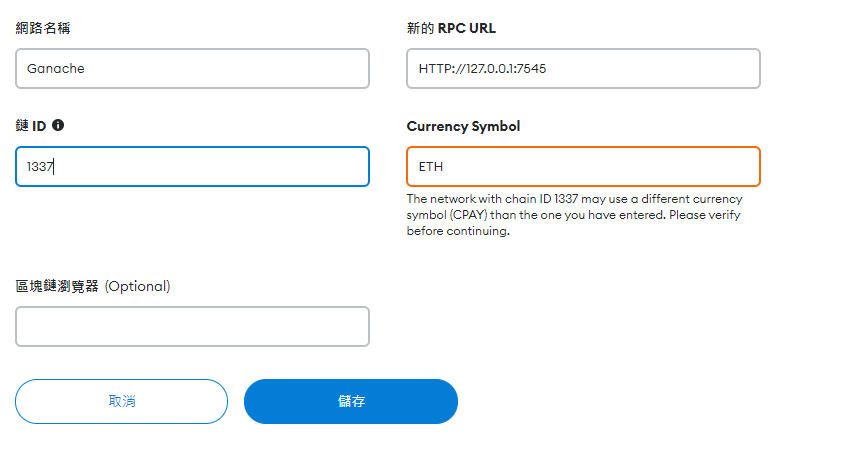 網路名稱
新的 RPC URL
Ganache
HTTP://127.0.0.1:7545
鏈 ID
Currency Symbol
1337
ETH
The network with chain ID 1337 may use a different currency
symbol (CPAY) than the one you have entered. Please verify
before continuing.
區塊鏈瀏覽器 (Optional)
取消
儲存